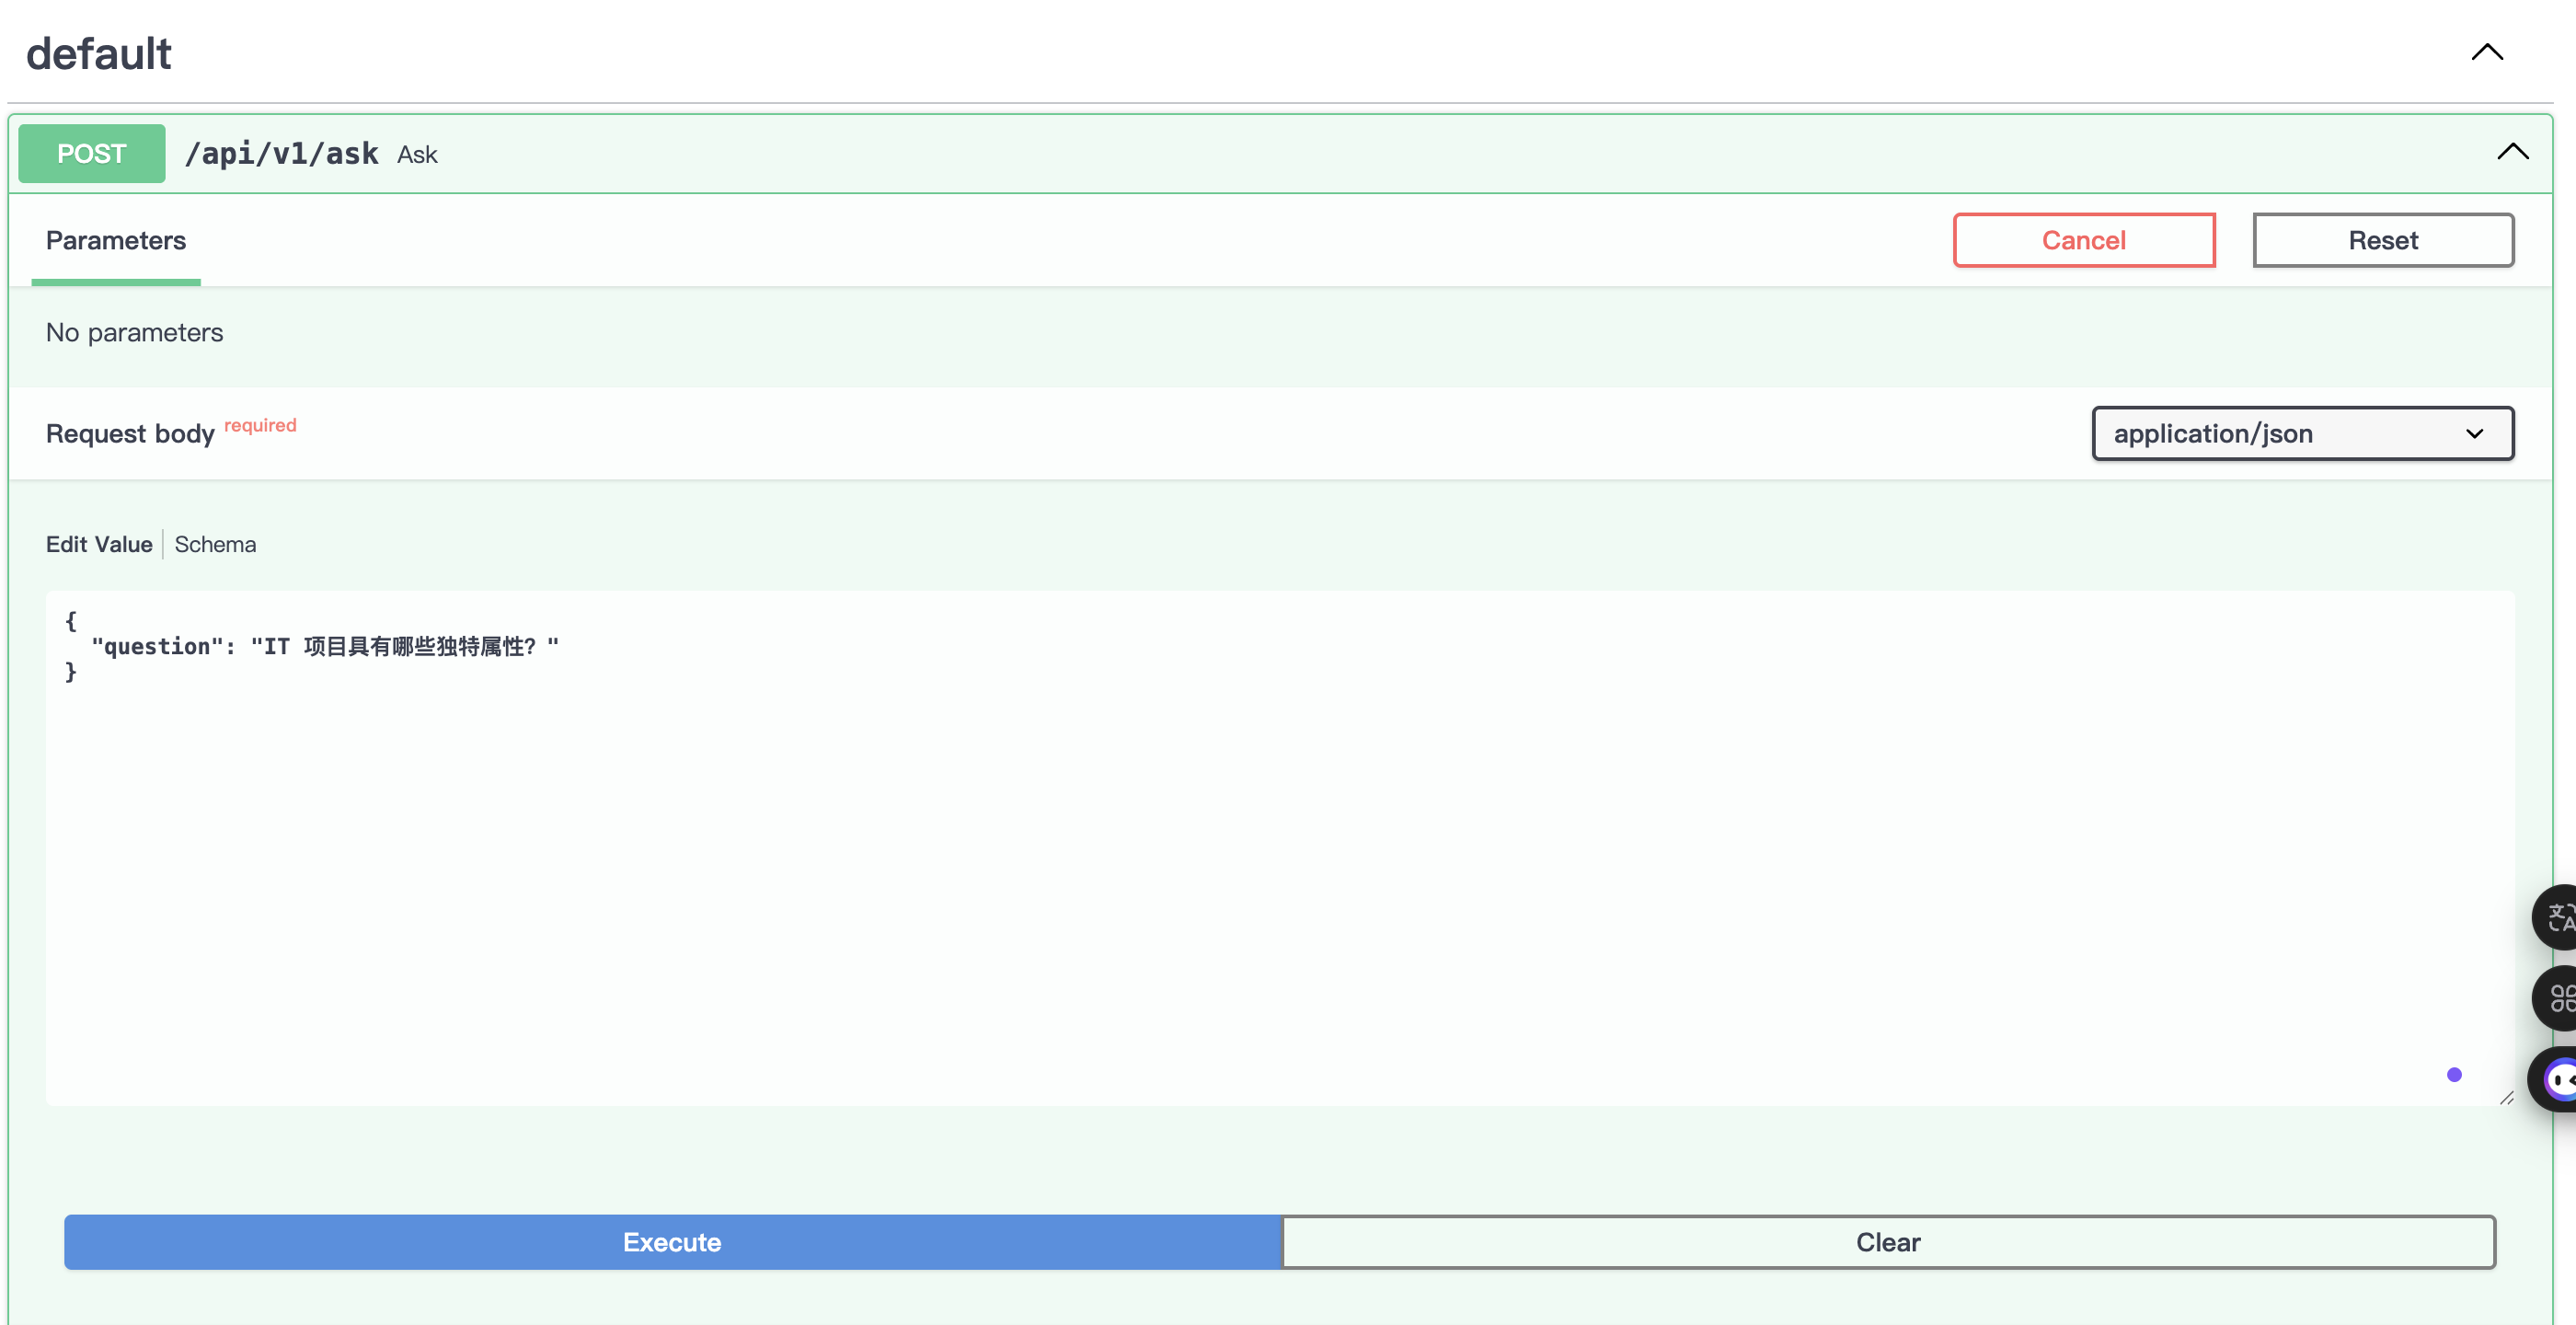 default
POST /api/v1/ask Ask
Parameters
Cancel
Reset
No parameters
Request body required
application/json
Edit Value
Schema
{
"question": "IT 项目具有哪些独特属性？"
}
Execute
Clear